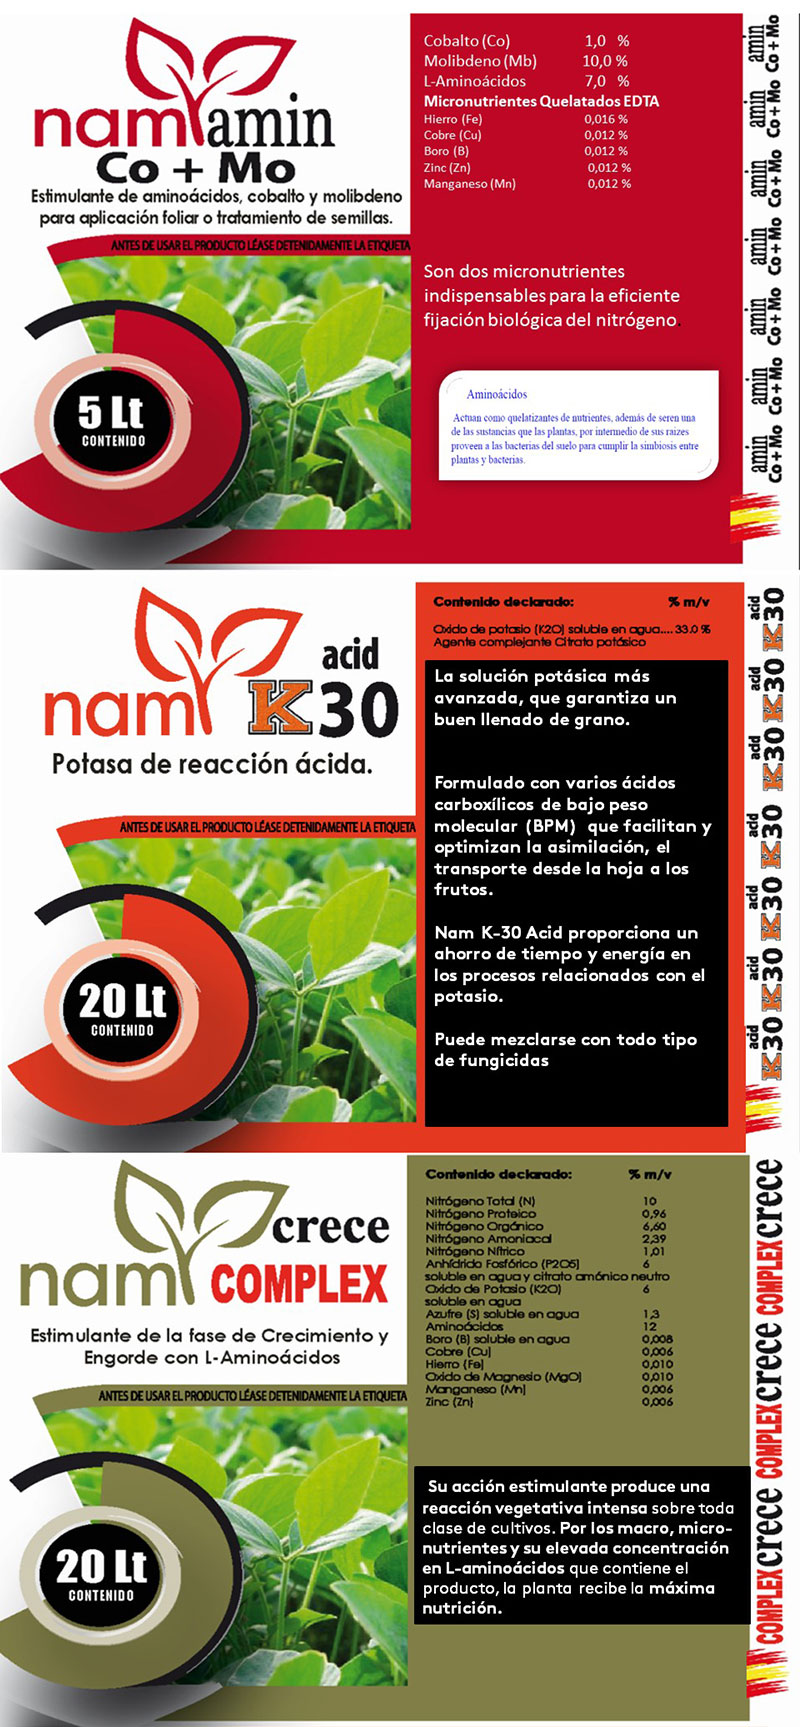 nam amin
Co + Mo
Estimulante de aminoácidos, cobalto y molibdeno
para aplicación foliar o tratamiento de semillas.
ANTES DE USAR EL PRODUCTO LÉASE DETENIDAMENTE LA ETIQUETA
5 Lt
CONTENIDO
Cobalto (Co) 1,0 %
Molibdeno (Mb) 10,0 %
L-Aminoácidos 7,0 %
Micronutrientes Quelatados EDTA
Hierro (Fe) 0,016 %
Cobre (Cu) 0,012 %
Boro (B) 0,012 %
Zinc (Zn) 0,012 %
Manganeso (Mn) 0,012 %
Son dos micronutrientes
indispensables para la eficiente
fijación biológica del nitrógeno.
Aminoácidos
Actuan como quelatizantes de nutrientes, además de seren una
de las sustancias que las plantas, por intermedio de sus raizes
proveen a las bacterias del suelo para cumplir la simbiosis entre
plantas y bacterias.
amin Co + Mo
amin Co + Mo
amin Co + Mo
amin Co + Mo
amin Co + Mo
amin Co + Mo
amin Co + Mo
nam K30 acid
Potasa de reacción ácida.
ANTES DE USAR EL PRODUCTO LÉASE DETENIDAMENTE LA ETIQUETA
20 Lt
CONTENIDO
Contenido declarado: % m/v
Oxido de potasio (K2O) soluble en agua.... 33.0 %
Agente complejante Citrato potásico
La solución potásica más
avanzada, que garantiza un
buen llenado de grano.
Formulado con varios ácidos
carboxílicos de bajo peso
molecular (BPM) que facilitan y
optimizan la asimilación, el
transporte desde la hoja a los
frutos.
Nam K-30 Acid proporciona un
ahorro de tiempo y energía en
los procesos relacionados con el
potasio.
Puede mezclarse con todo tipo
de fungicidas
K30 acid
K30 acid
K30 acid
K30 acid
K30 acid
K30 acid
K30 acid
nam crece
COMPLEX
Estimulante de la fase de Crecimiento y
Engorde con L-Aminoácidos
ANTES DE USAR EL PRODUCTO LÉASE DETENIDAMENTE LA ETIQUETA
20 Lt
CONTENIDO
Contenido declarado: % m/v
Nitrógeno Total (N) 10
Nitrógeno Proteico 0,96
Nitrógeno Orgánico 6,60
Nitrógeno Amoniacal 2,39
Nitrógeno Nítrico 1,01
Anhídrido Fosfórico (P2O5) 6
soluble en agua y citrato amónico neutro
Oxido de Potasio (K2O) 6
soluble en agua
Azufre (S) soluble en agua 1,3
Aminoácidos 12
Boro (B) soluble en agua 0,008
Cobre (Cu) 0,006
Hierro (Fe) 0,010
Oxido de Magnesio (MgO) 0,010
Manganeso (Mn) 0,006
Zinc (Zn) 0,006
Su acción estimulante produce una
reacción vegetativa intensa sobre toda
clase de cultivos. Por los macro, micro-
nutrientes y su elevada concentración
en L-aminoácidos que contiene el
producto, la planta recibe la máxima
nutrición.
COMPLEX crece
COMPLEX crece
COMPLEX crece